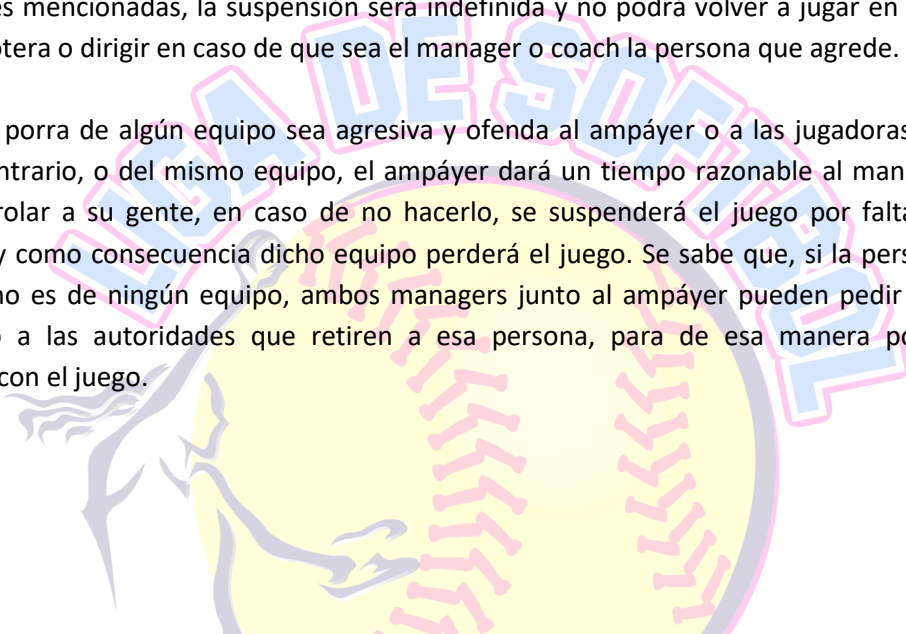 es mencionadas, la suspensión será indefinida y no podrá volver a jugar en
otera o dirigir en caso de que sea el manager o coach la persona que agrede.
porra de algún equipo sea agresiva y ofenda al ampáyer o a las jugadoras
ntrario, o del mismo equipo, el ampáyer dará un tiempo razonable al man
rolar a su gente, en caso de no hacerlo, se suspenderá el juego por falta
y como consecuencia dicho equipo perderá el juego. Se sabe que, si la pers
no es de ningún equipo, ambos managers junto al ampáyer pueden pedir
o a las autoridades que retiren a esa persona, para de esa manera po
con el juego.
LIGA DE SOFTBOL